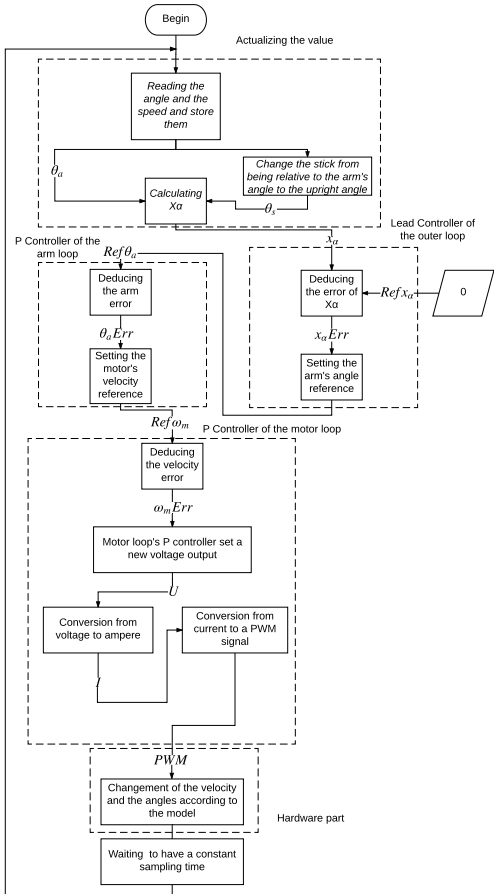 Begin
Actualizing the value
Reading the
angle and the
speed and store
them
θa
Change the stick from
being relative to the arm's
angle to the upright angle
Calculating
Xα
θs
xα
Lead Controller of
the outer loop
P Controller of the
arm loop
Refθa
Deducing
the arm
error
Deducing
the error of
Xα
Refxα
0
θaErr
xαErr
Setting the
motor's
velocity
reference
Setting the
arm's angle
reference
Refωm
P Controller of the motor loop
Deducing
the velocity
error
ωmErr
Motor loop's P controller set a
new voltage output
U
Conversion from
voltage to ampere
Conversion from
current to a PWM
signal
I
PWM
Changement of the velocity
and the angles according to
the model
Hardware part
Waiting to have a constant
sampling time